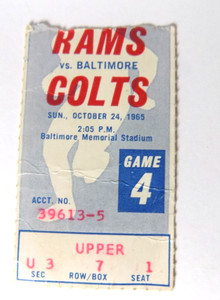 RAMS
vs. BALTIMORE
COLTS
SUN., OCTOBER 24, 1965
2:05 P.M.
Baltimore Memorial Stadium
GAME
4
ACCT. NO.
39613-5
UPPER
U 3 7 1
SEC ROW/BOX SEAT